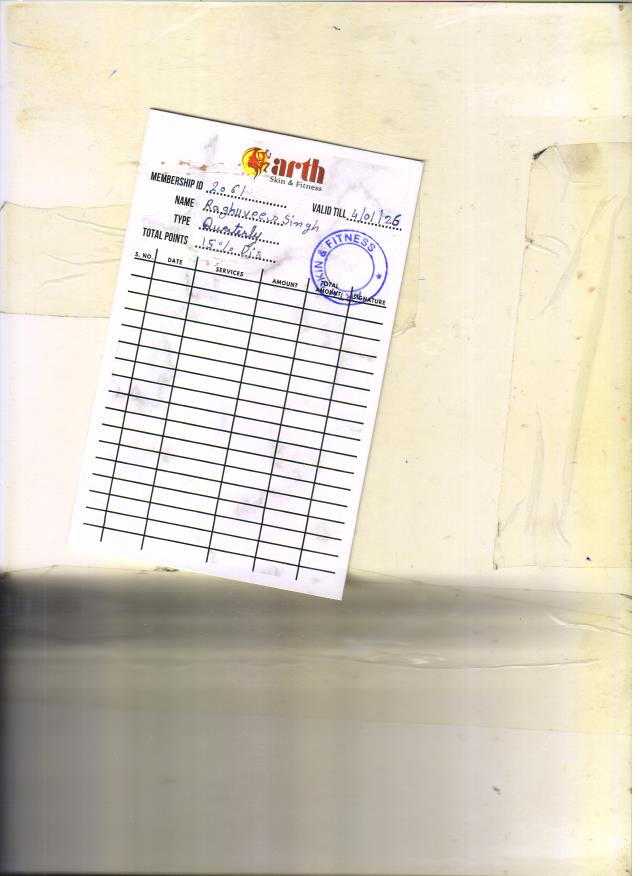 arth
Skin & Fitness
MEMBERSHIP ID 2061
NAME Raghuveer Singh VALID TILL 4/01/26
TYPE Quaterly
TOTAL POINTS 15% Dis
SKIN & FITNESS
S. NO. DATE SERVICES AMOUNT TOTAL AMOUNT SIGNATURE